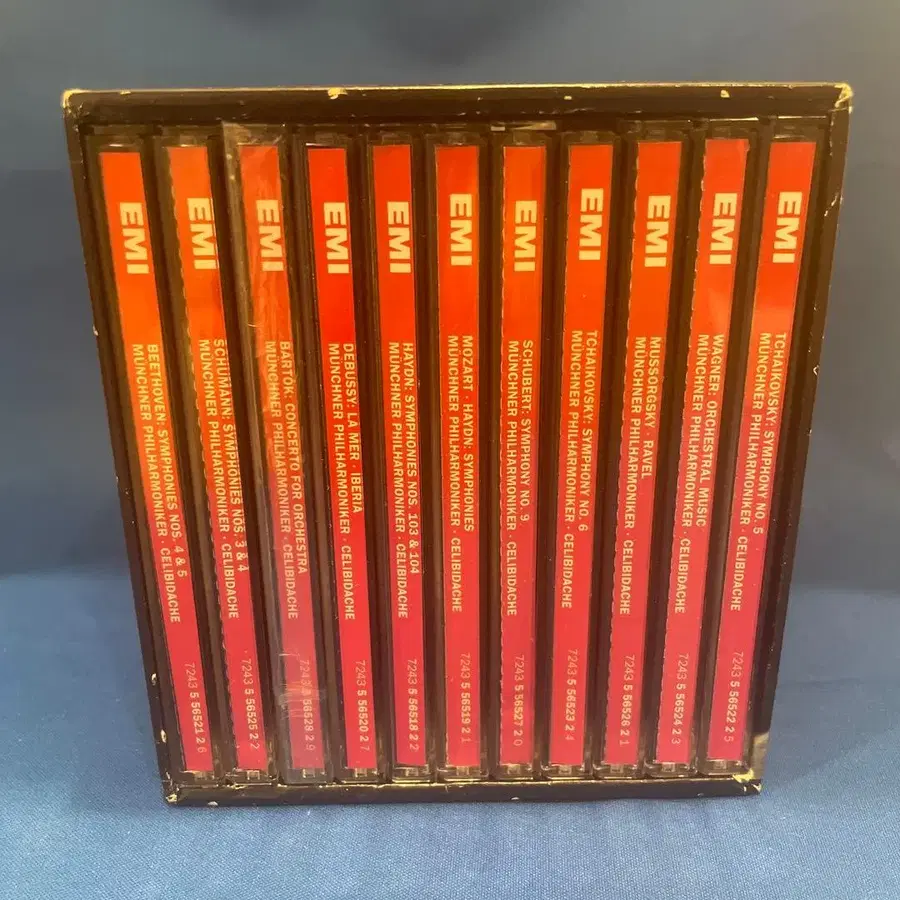 EMI
BEETHOVEN: SYMPHONIES NOS. 4 & 5
MÜNCHNER PHILHARMONIKER · CELIBIDACHE
7243 5 56521 2 6
EMI
SCHUMANN: SYMPHONIES NOS. 3 & 4
MÜNCHNER PHILHARMONIKER · CELIBIDACHE
7243 5 56525 2 2
EMI
BARTÓK: CONCERTO FOR ORCHESTRA
MÜNCHNER PHILHARMONIKER · CELIBIDACHE
7243 5 56528 2 9
EMI
DEBUSSY: LA MER · IBERIA
MÜNCHNER PHILHARMONIKER · CELIBIDACHE
7243 5 56520 2 7
EMI
HAYDN: SYMPHONIES NOS. 103 & 104
MÜNCHNER PHILHARMONIKER · CELIBIDACHE
7243 5 56518 2 2
EMI
MOZART · HAYDN: SYMPHONIES
MÜNCHNER PHILHARMONIKER · CELIBIDACHE
7243 5 56519 2 1
EMI
SCHUBERT: SYMPHONY NO. 9
MÜNCHNER PHILHARMONIKER · CELIBIDACHE
7243 5 56527 2 0
EMI
TCHAIKOVSKY: SYMPHONY NO. 6
MÜNCHNER PHILHARMONIKER · CELIBIDACHE
7243 5 56523 2 4
EMI
MUSSORGSKY · RAVEL
MÜNCHNER PHILHARMONIKER · CELIBIDACHE
7243 5 56526 2 1
EMI
WAGNER: ORCHESTRAL MUSIC
MÜNCHNER PHILHARMONIKER · CELIBIDACHE
7243 5 56524 2 3
EMI
TCHAIKOVSKY: SYMPHONY NO. 5
MÜNCHNER PHILHARMONIKER · CELIBIDACHE
7243 5 56522 2 5